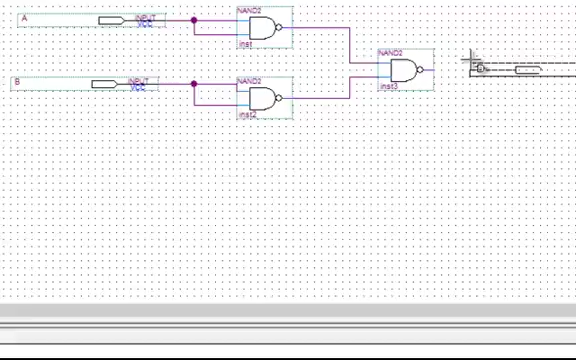 NAND2
A INPUT
VCC
inst
NAND2
inst3
B INPUT
VCC
NAND2
inst2